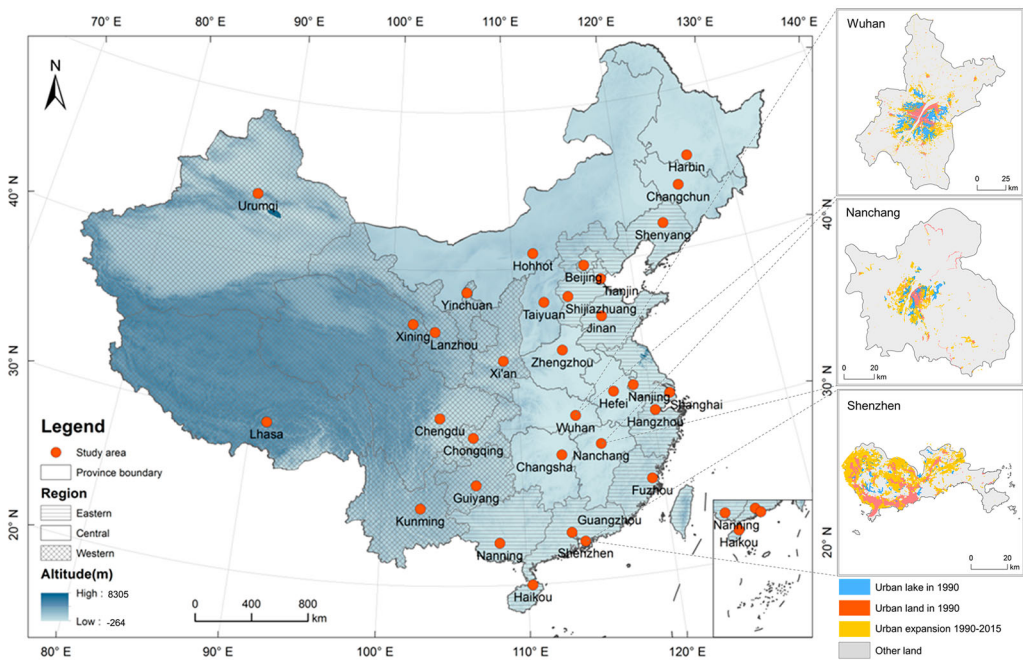 70° E 80° E 90° E 100° E 110° E 120° E 130° E 140° E
N
40° N
30° N
20° N
Harbin
Changchun
Urumqi
Shenyang
Hohhot
Beijing
Tianjin
Yinchuan
Shijiazhuang
Taiyuan
Jinan
Xining
Lanzhou
Zhengzhou
Xi'an
Nanjing
Hefei
Shanghai
Hangzhou
Lhasa
Chengdu
Wuhan
Chongqing
Nanchang
Changsha
Guiyang
Fuzhou
Kunming
Guangzhou
Nanning
Shenzhen
Haikou
Nanning
Haikou
40° N
30° N
20° N
Legend
Study area
Province boundary
Region
Eastern
Central
Western
Altitude(m)
High : 8305
Low : -264
0 400 800
km
80° E 90° E 100° E 110° E 120° E
Wuhan
0 25
km
Nanchang
0 20
km
Shenzhen
0 20
km
Urban lake in 1990
Urban land in 1990
Urban expansion 1990-2015
Other land